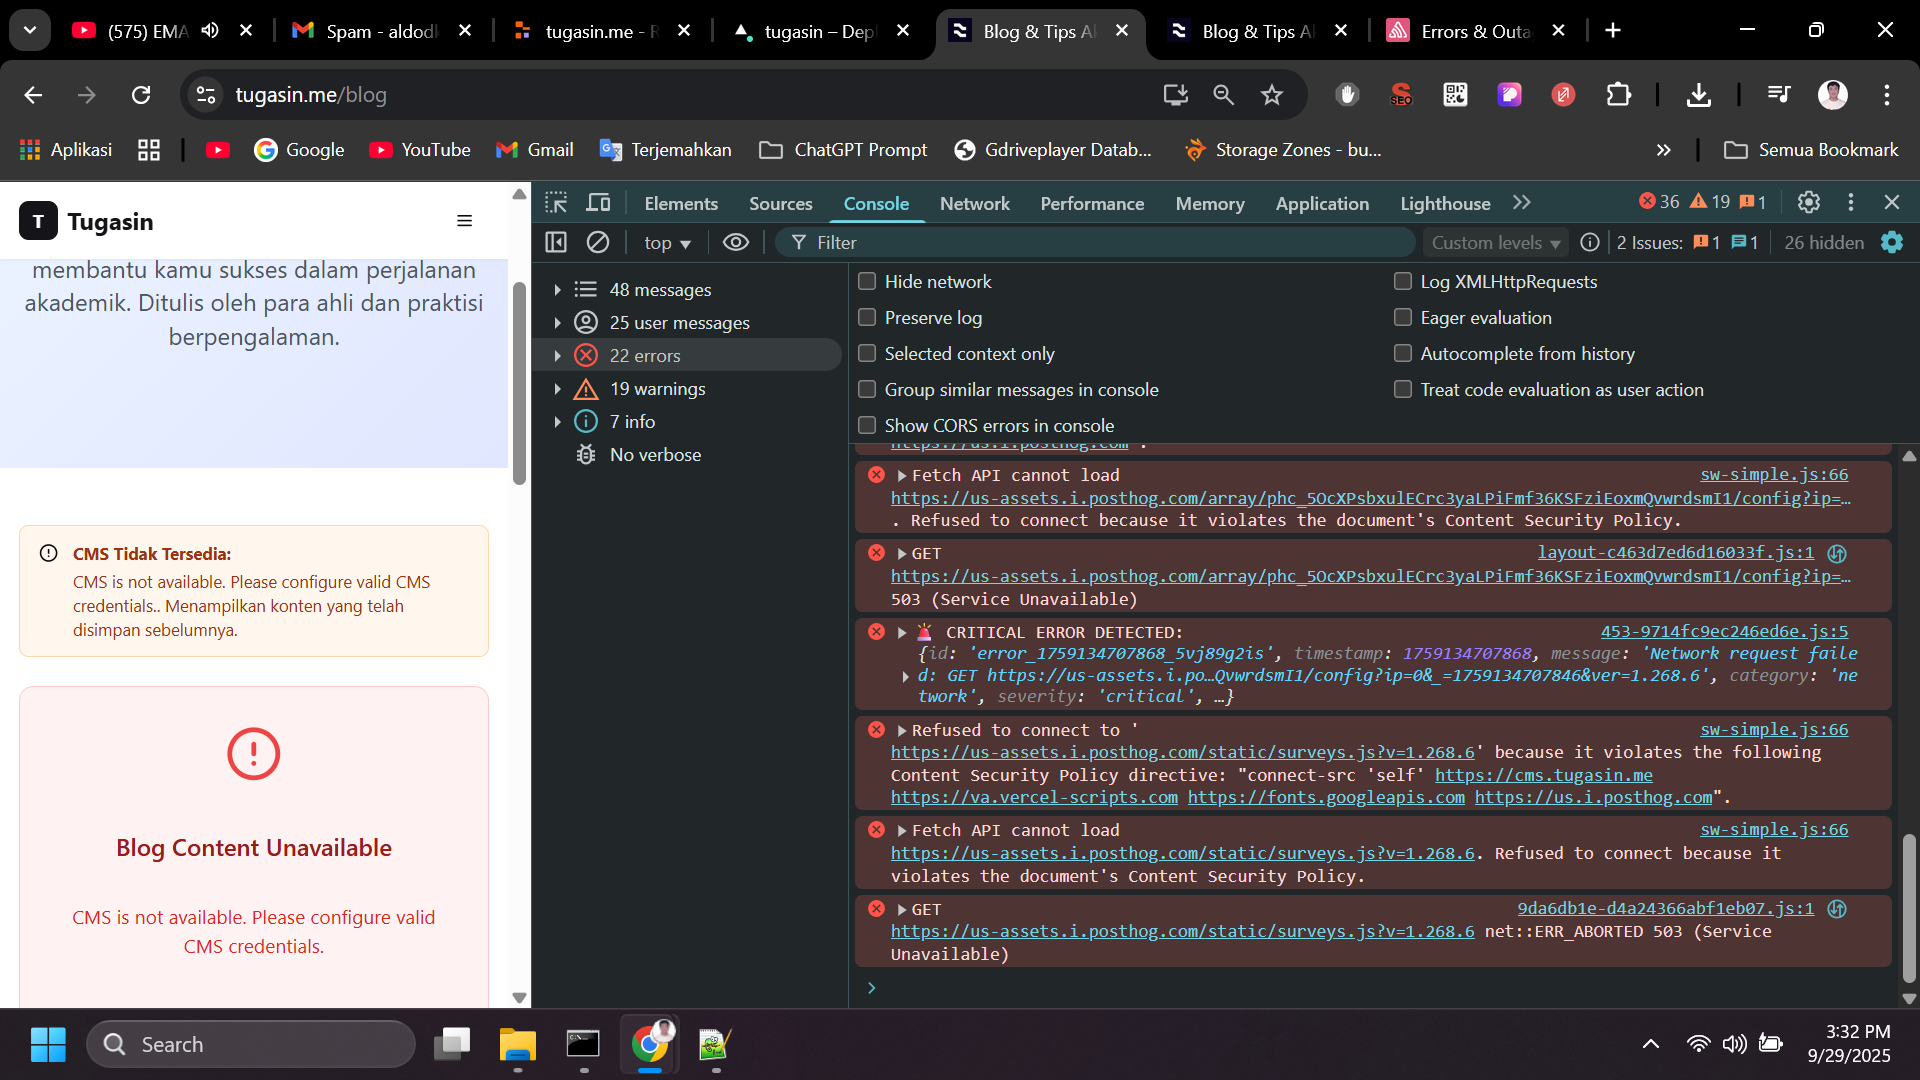 (575) EMA
Spam - aldodl
tugasin.me - R
tugasin – Depl
Blog & Tips Al
Blog & Tips Al
Errors & Outa
tugasin.me/blog
SEO
Aplikasi
Google
YouTube
Gmail
Terjemahkan
ChatGPT Prompt
Gdriveplayer Datab...
Storage Zones - bu...
Semua Bookmark
T
Tugasin
membantu kamu sukses dalam perjalanan
akademik. Ditulis oleh para ahli dan praktisi
berpengalaman.
CMS Tidak Tersedia:
CMS is not available. Please configure valid CMS
credentials.. Menampilkan konten yang telah
disimpan sebelumnya.
Blog Content Unavailable
CMS is not available. Please configure valid
CMS credentials.
Elements
Sources
Console
Network
Performance
Memory
Application
Lighthouse
36
19
1
top
Filter
Custom levels
2 Issues:
1
1
26 hidden
48 messages
25 user messages
22 errors
19 warnings
7 info
No verbose
Hide network
Log XMLHttpRequests
Preserve log
Eager evaluation
Selected context only
Autocomplete from history
Group similar messages in console
Treat code evaluation as user action
Show CORS errors in console
https://us.i.posthog.com".
Fetch API cannot load
sw-simple.js:66
https://us-assets.i.posthog.com/array/phc_5OcXPsbxulECrc3yaLPiFmf36KSFziEoxmQvwrdsmI1/config?ip=…
. Refused to connect because it violates the document's Content Security Policy.
GET
layout-c463d7ed6d16033f.js:1
https://us-assets.i.posthog.com/array/phc_5OcXPsbxulECrc3yaLPiFmf36KSFziEoxmQvwrdsmI1/config?ip=…
503 (Service Unavailable)
🚨 CRITICAL ERROR DETECTED:
453-9714fc9ec246ed6e.js:5
{id: 'error_1759134707868_5vj89g2is', timestamp: 1759134707868, message: 'Network request faile
d: GET https://us-assets.i.po…QvwrdsmI1/config?ip=0&_=1759134707846&ver=1.268.6', category: 'ne
twork', severity: 'critical', …}
Refused to connect to '
sw-simple.js:66
https://us-assets.i.posthog.com/static/surveys.js?v=1.268.6' because it violates the following
Content Security Policy directive: "connect-src 'self' https://cms.tugasin.me
https://va.vercel-scripts.com https://fonts.googleapis.com https://us.i.posthog.com".
Fetch API cannot load
sw-simple.js:66
https://us-assets.i.posthog.com/static/surveys.js?v=1.268.6. Refused to connect because it
violates the document's Content Security Policy.
GET
9da6db1e-d4a24366abf1eb07.js:1
https://us-assets.i.posthog.com/static/surveys.js?v=1.268.6 net::ERR_ABORTED 503 (Service
Unavailable)
Search
3:32 PM
9/29/2025